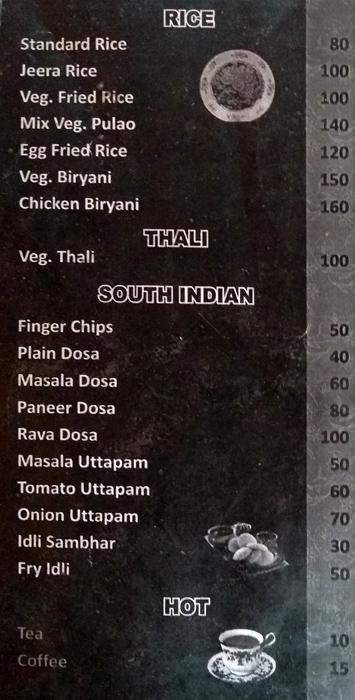 RICE
Standard Rice 80
Jeera Rice 100
Veg. Fried Rice 100
Mix Veg. Pulao 140
Egg Fried Rice 120
Veg. Biryani 150
Chicken Biryani 160
THALI
Veg. Thali 100
SOUTH INDIAN
Finger Chips 50
Plain Dosa 40
Masala Dosa 60
Paneer Dosa 80
Rava Dosa 100
Masala Uttapam 50
Tomato Uttapam 60
Onion Uttapam 70
Idli Sambhar 30
Fry Idli 50
HOT
Tea 10
Coffee 15